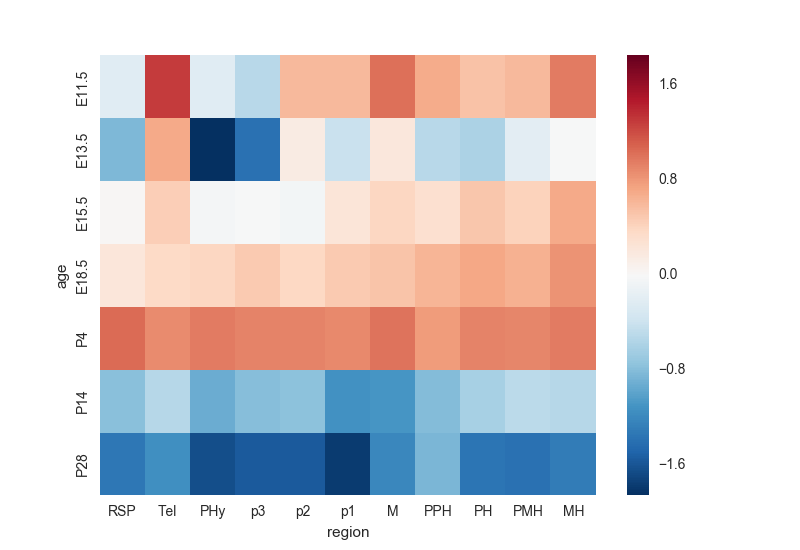 E11.5
E13.5
E15.5
E18.5
P4
P14
P28
age
RSP Tel PHy p3 p2 p1 M PPH PH PMH MH
region
1.6
0.8
0.0
−0.8
−1.6